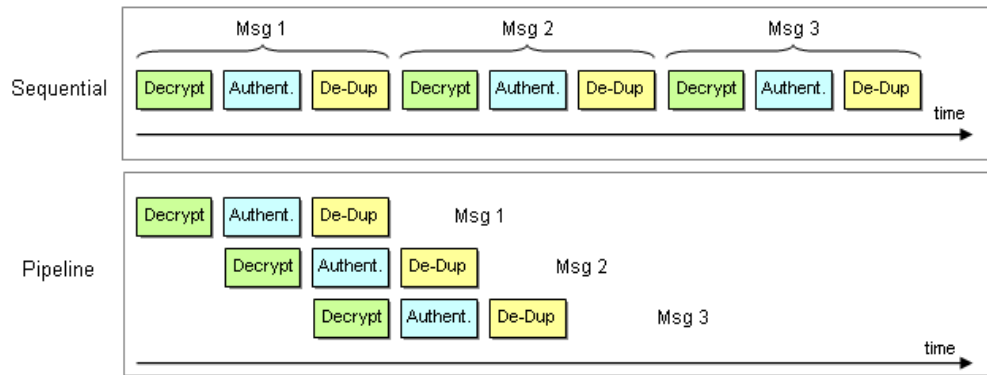 Msg 1 Msg 2 Msg 3
Sequential Decrypt Authent. De-Dup Decrypt Authent. De-Dup Decrypt Authent. De-Dup
time
Decrypt Authent. De-Dup Msg 1
Pipeline Decrypt Authent. De-Dup Msg 2
Decrypt Authent. De-Dup Msg 3
time